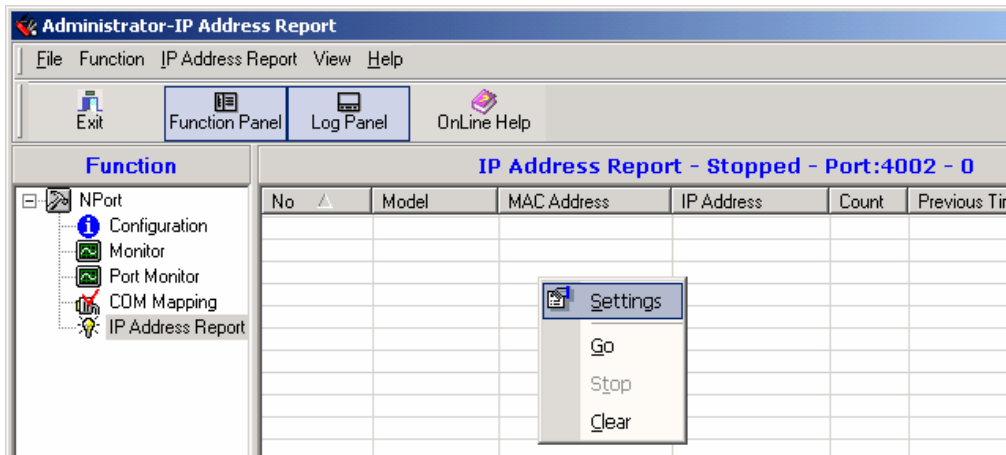 Administrator-IP Address Report
File Function IP Address Report View Help
Exit Function Panel Log Panel OnLine Help
Function
IP Address Report - Stopped - Port:4002 - 0
NPort
Configuration
Monitor
Port Monitor
COM Mapping
IP Address Report
No Model MAC Address IP Address Count Previous Tir
Settings
Go
Stop
Clear